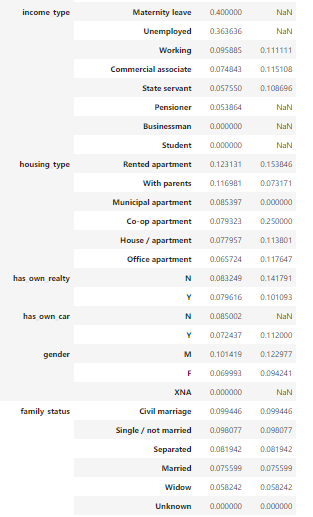 income type Maternity leave 0.400000 NaN
Unemployed 0.363636 NaN
Working 0.095885 0.111111
Commercial associate 0.074843 0.115108
State servant 0.057550 0.108696
Pensioner 0.053864 NaN
Businessman 0.000000 NaN
Student 0.000000 NaN
housing type Rented apartment 0.123131 0.153846
With parents 0.116981 0.073171
Municipal apartment 0.085397 0.000000
Co-op apartment 0.079323 0.250000
House / apartment 0.077957 0.113801
Office apartment 0.065724 0.117647
has own realty N 0.083249 0.141791
Y 0.079616 0.101093
has own car N 0.085002 NaN
Y 0.072437 0.112000
gender M 0.101419 0.122977
F 0.069993 0.094241
XNA 0.000000 NaN
family status Civil marriage 0.099446 0.099446
Single / not married 0.098077 0.098077
Separated 0.081942 0.081942
Married 0.075599 0.075599
Widow 0.058242 0.058242
Unknown 0.000000 0.000000